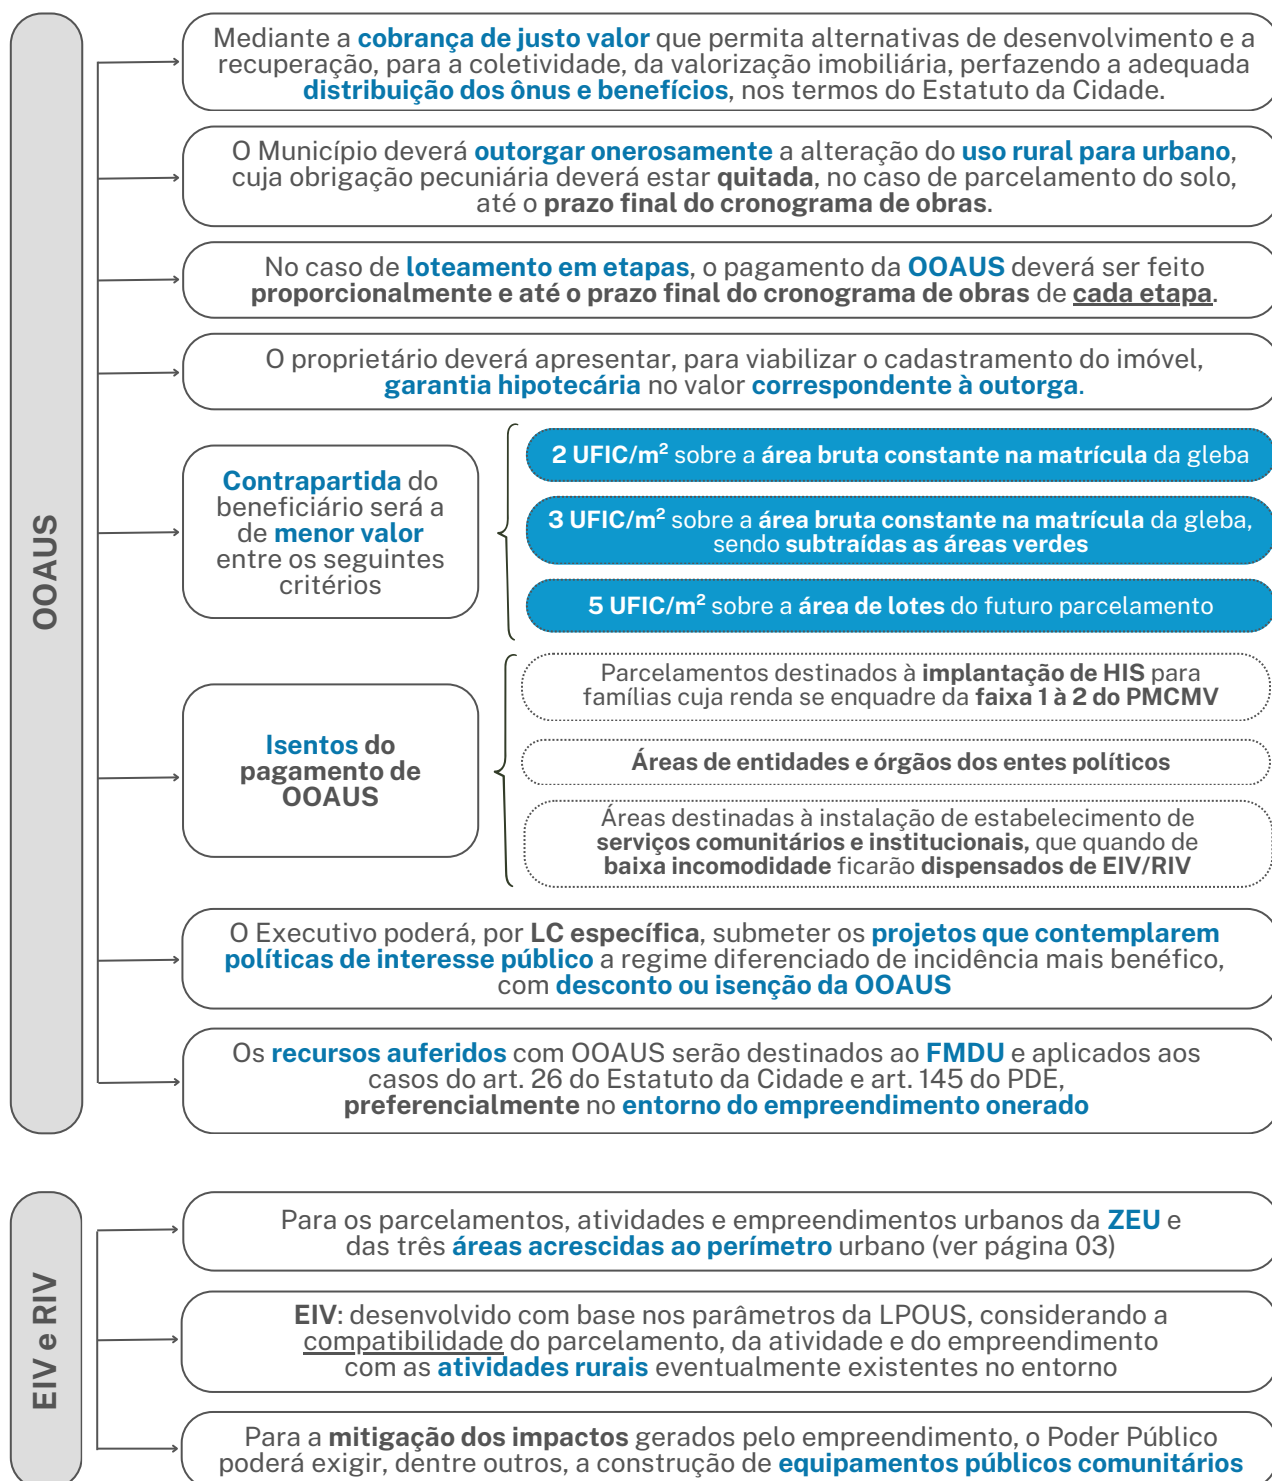 OOAUS
Mediante a cobrança de justo valor que permita alternativas de desenvolvimento e a
recuperação, para a coletividade, da valorização imobiliária, perfazendo a adequada
distribuição dos ônus e benefícios, nos termos do Estatuto da Cidade.
O Município deverá outorgar onerosamente a alteração do uso rural para urbano,
cuja obrigação pecuniária deverá estar quitada, no caso de parcelamento do solo,
até o prazo final do cronograma de obras.
No caso de loteamento em etapas, o pagamento da OOAUS deverá ser feito
proporcionalmente e até o prazo final do cronograma de obras de cada etapa.
O proprietário deverá apresentar, para viabilizar o cadastramento do imóvel,
garantia hipotecária no valor correspondente à outorga.
Contrapartida do
beneficiário será a
de menor valor
entre os seguintes
critérios
2 UFIC/m² sobre a área bruta constante na matrícula da gleba
3 UFIC/m² sobre a área bruta constante na matrícula da gleba,
sendo subtraídas as áreas verdes
5 UFIC/m² sobre a área de lotes do futuro parcelamento
Isentos do
pagamento de
OOAUS
Parcelamentos destinados à implantação de HIS para
famílias cuja renda se enquadre da faixa 1 à 2 do PMCMV
Áreas de entidades e órgãos dos entes políticos
Áreas destinadas à instalação de estabelecimento de
serviços comunitários e institucionais, que quando de
baixa incomodidade ficarão dispensados de EIV/RIV
O Executivo poderá, por LC específica, submeter os projetos que contemplarem
políticas de interesse público a regime diferenciado de incidência mais benéfico,
com desconto ou isenção da OOAUS
Os recursos auferidos com OOAUS serão destinados ao FMDU e aplicados aos
casos do art. 26 do Estatuto da Cidade e art. 145 do PDE,
preferencialmente no entorno do empreendimento onerado
EIV e RIV
Para os parcelamentos, atividades e empreendimentos urbanos da ZEU e
das três áreas acrescidas ao perímetro urbano (ver página 03)
EIV: desenvolvido com base nos parâmetros da LPOUS, considerando a
compatibilidade do parcelamento, da atividade e do empreendimento
com as atividades rurais eventualmente existentes no entorno
Para a mitigação dos impactos gerados pelo empreendimento, o Poder Público
poderá exigir, dentre outros, a construção de equipamentos públicos comunitários